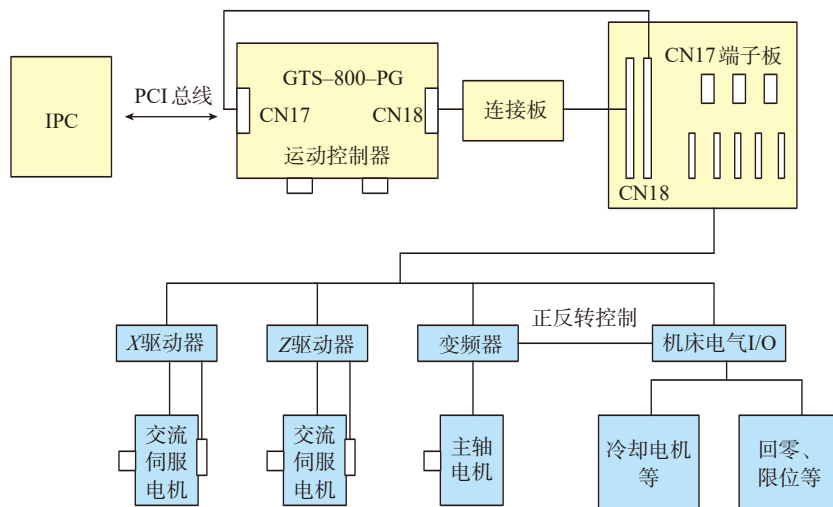 IPC
PCI总线
GTS–800–PG
CN17
CN18
运动控制器
连接板
CN17端子板
CN18
X驱动器
Z驱动器
变频器
正反转控制
机床电气I/O
交流
伺服
电机
交流
伺服
电机
主轴
电机
冷却电机
等
回零、
限位等